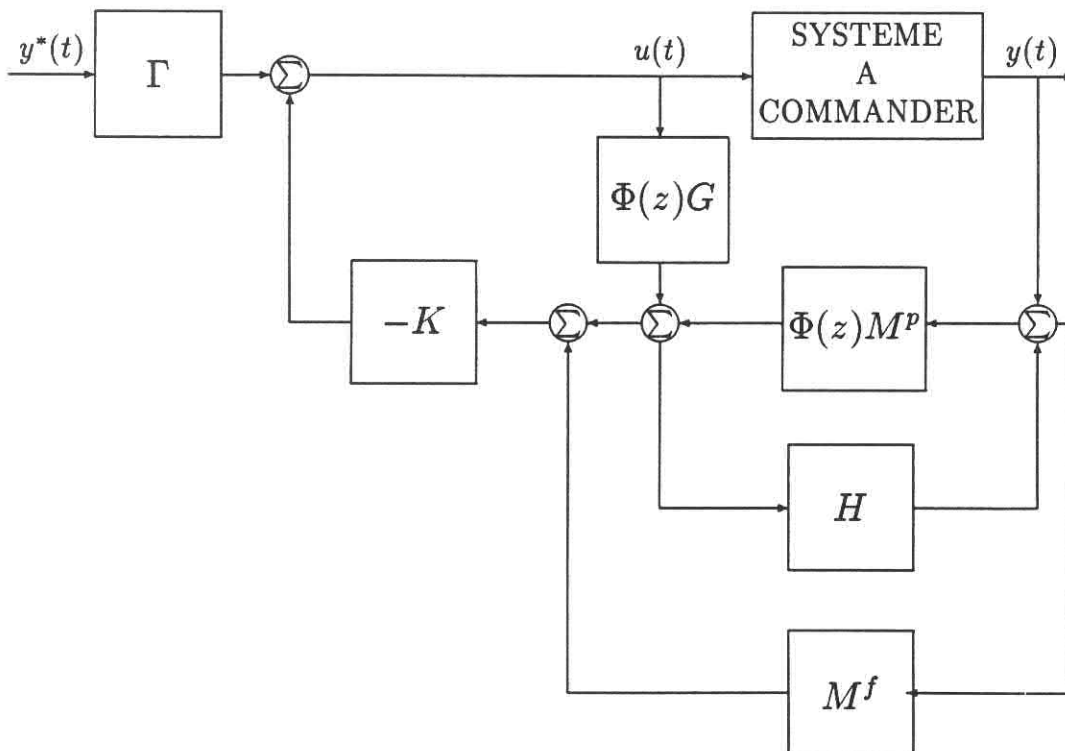 y*(t)
Γ
Σ
u(t)
SYSTEME
A
COMMANDER
y(t)
Φ(z)G
-K
Σ
Σ
Φ(z)M^p
Σ
H
M^f